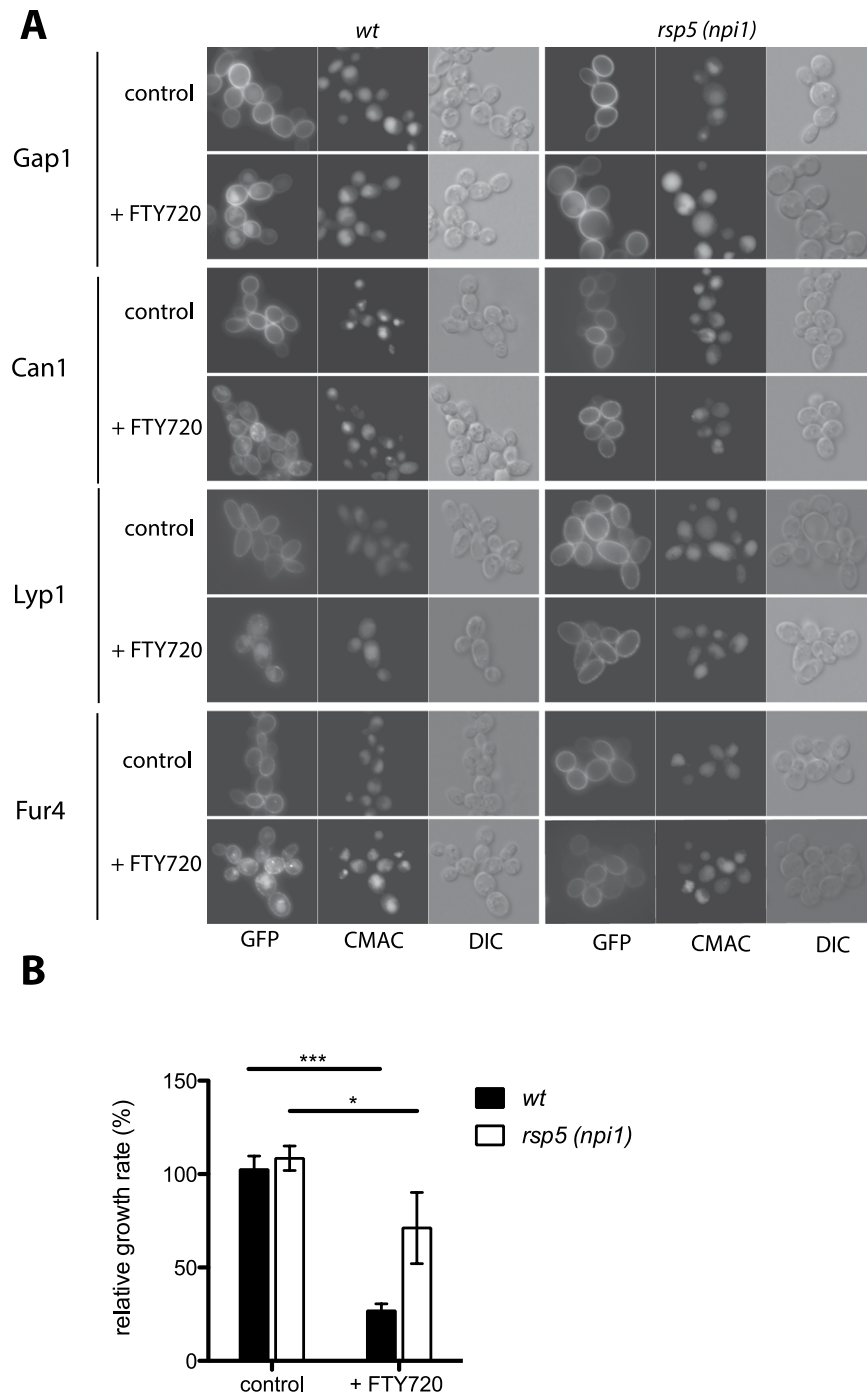 A
wt
rsp5 (npi1)
Gap1
control
+ FTY720
Can1
control
+ FTY720
Lyp1
control
+ FTY720
Fur4
control
+ FTY720
GFP CMAC DIC GFP CMAC DIC
B
relative growth rate (%)
150
100
50
0
***
*
wt
rsp5 (npi1)
control + FTY720